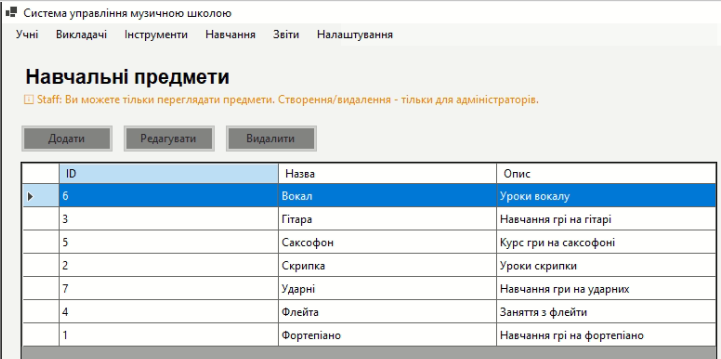 Система управління музичною школою
Учні Викладачі Інструменти Навчання Звіти Налаштування
Навчальні предмети
Staff: Ви можете тільки переглядати предмети. Створення/видалення - тільки для адміністраторів.
Додати Редагувати Видалити
ID Назва Опис
6 Вокал Уроки вокалу
3 Гітара Навчання грі на гітарі
5 Саксофон Курс гри на саксофоні
2 Скрипка Уроки скрипки
7 Ударні Навчання гри на ударних
4 Флейта Заняття з флейти
1 Фортепіано Навчання грі на фортепіано